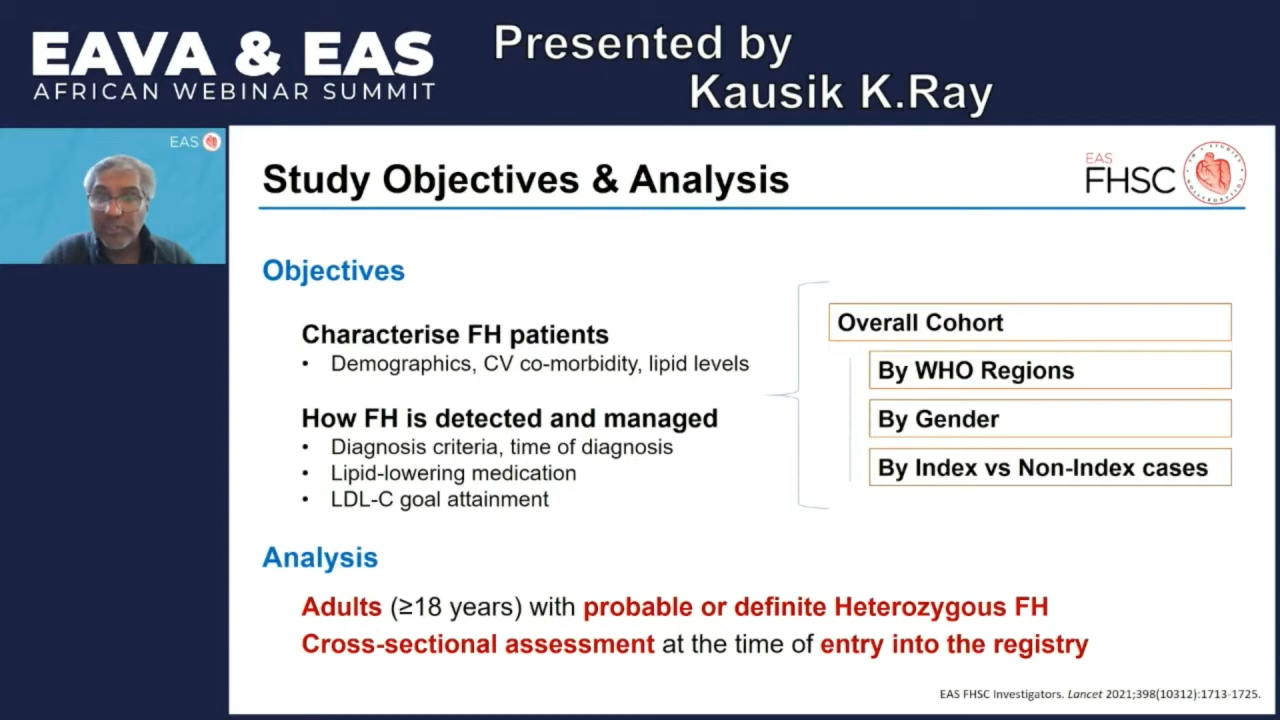 EAVA & EAS
AFRICAN WEBINAR SUMMIT
Presented by
Kausik K.Ray
EAS
Study Objectives & Analysis
EAS
FHSC
Objectives
Characterise FH patients
• Demographics, CV co-morbidity, lipid levels
How FH is detected and managed
• Diagnosis criteria, time of diagnosis
• Lipid-lowering medication
• LDL-C goal attainment
Overall Cohort
By WHO Regions
By Gender
By Index vs Non-Index cases
Analysis
Adults (≥18 years) with probable or definite Heterozygous FH
Cross-sectional assessment at the time of entry into the registry
EAS FHSC Investigators. Lancet 2021;398(10312):1713-1725.